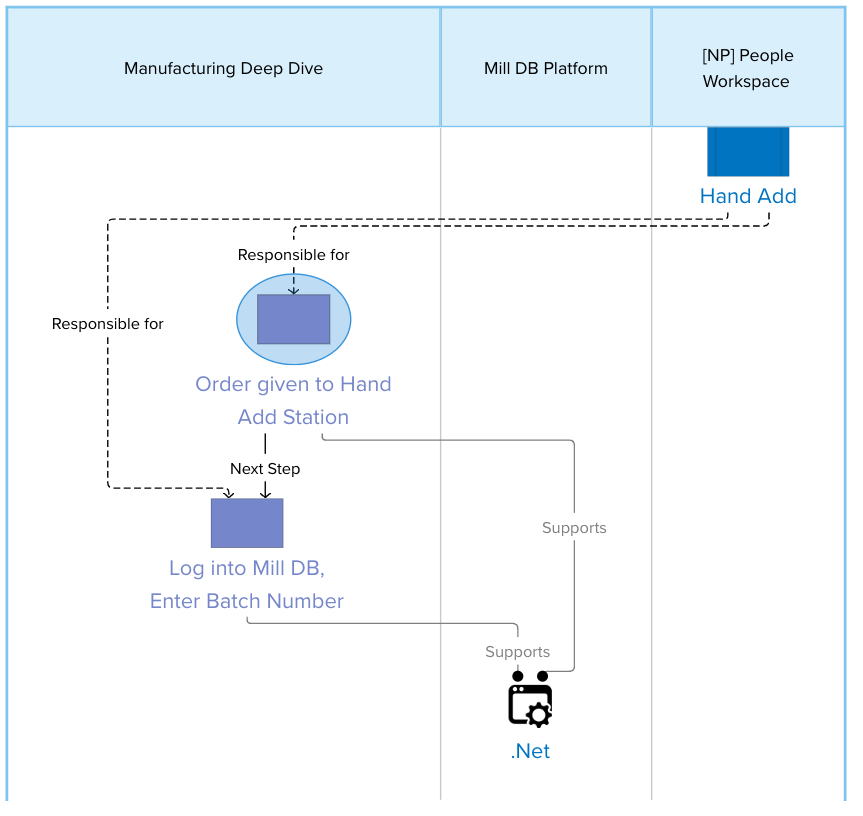 Manufacturing Deep Dive
Mill DB Platform
[NP] People
Workspace
Hand Add
Responsible for
Responsible for
Order given to Hand
Add Station
Next Step
Supports
Log into Mill DB,
Enter Batch Number
Supports
.Net